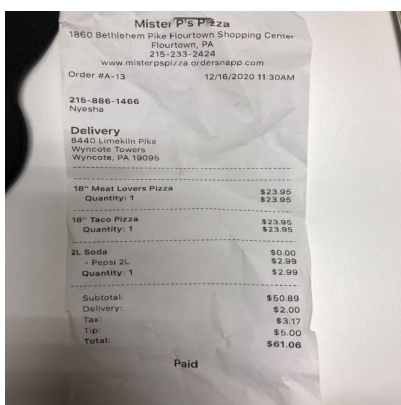 Mister P's Pizza
1860 Bethlehem Pike Flourtown Shopping Center
Flourtown, PA
215-233-2424
www.misterpspizza.ordersnapp.com
Order #A-13 12/16/2020 11:30AM
215-886-1466
Nyesha
Delivery
8440 Limekiln Pike
Wyncote Towers
Wyncote, PA 19095
18" Meat Lovers Pizza $23.95
Quantity: 1 $23.95
18" Taco Pizza $23.95
Quantity: 1 $23.95
2L Soda $0.00
- Pepsi 2L $2.99
Quantity: 1 $2.99
Subtotal: $50.89
Delivery: $2.00
Tax: $3.17
Tip: $5.00
Total: $61.06
Paid